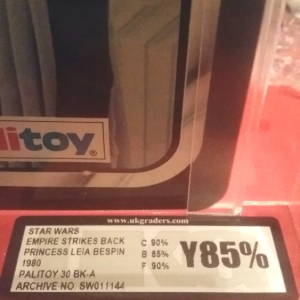 litoy®
www.ukgraders.com
STAR WARS
EMPIRE STRIKES BACK C 90%
PRINCESS LEIA BESPIN B 85%
1980 F 90%
PALITOY 30 BK-A
ARCHIVE NO. SW011144
Y85%